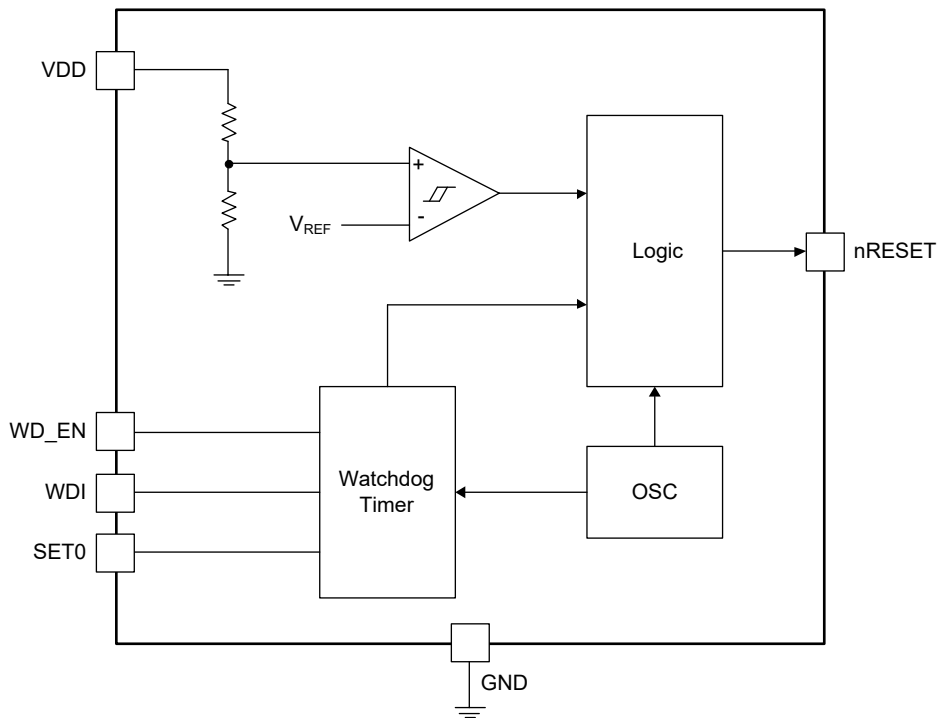 VDD
+
-
VREF
Logic
nRESET
WD_EN
WDI
SET0
Watchdog
Timer
OSC
GND